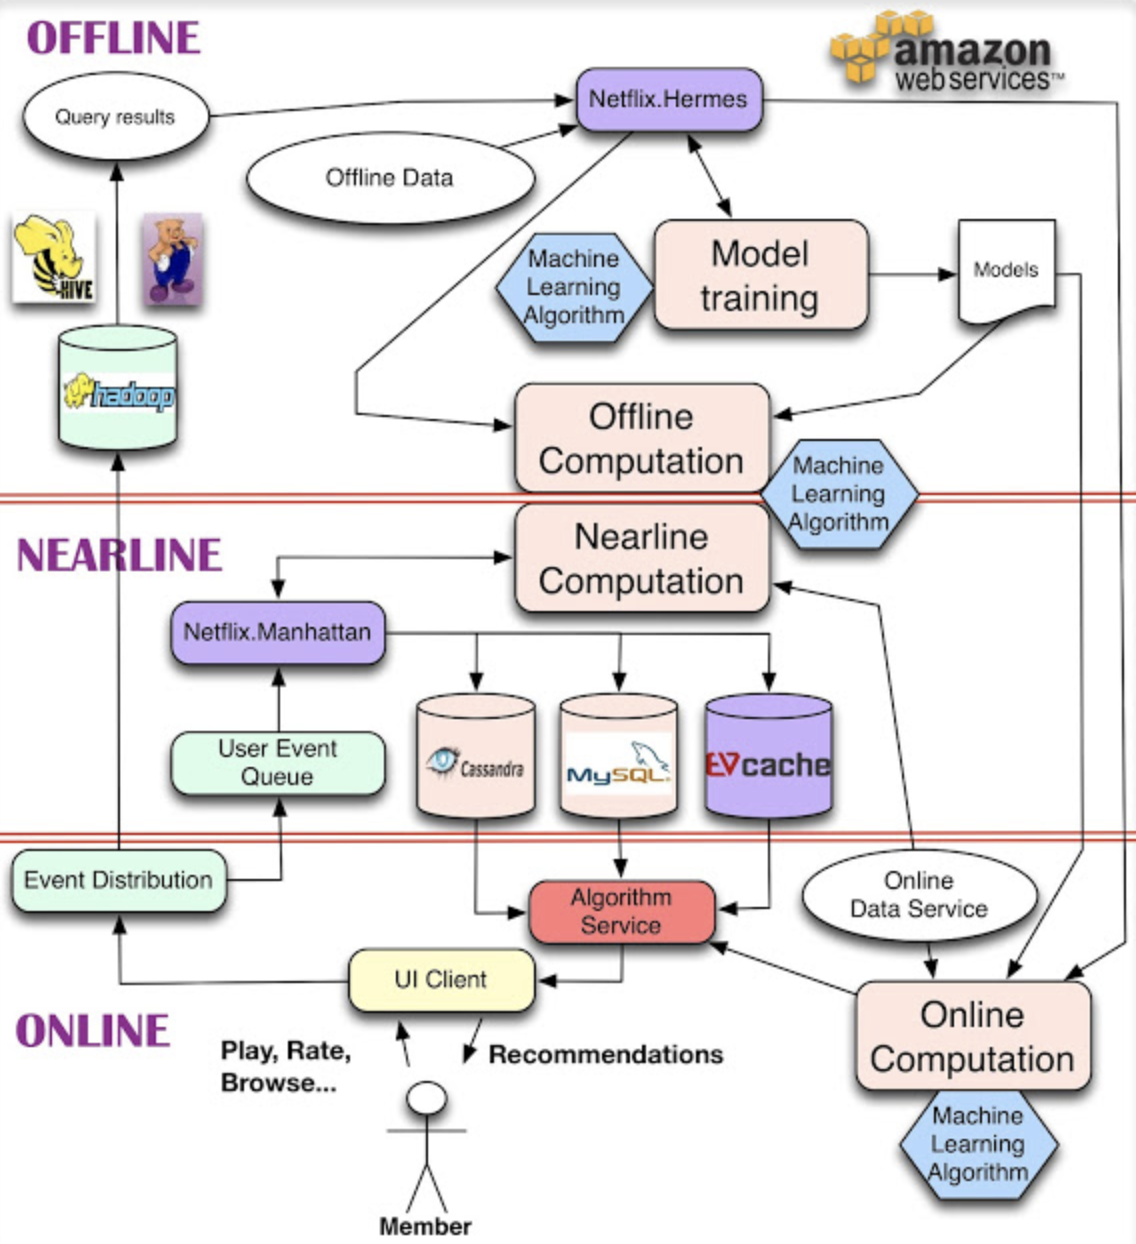 OFFLINE
amazon
webservices™
Query results
Netflix.Hermes
Offline Data
HIVE
Machine
Learning
Algorithm
Model
training
Models
hadoop
Offline
Computation
Machine
Learning
Algorithm
NEARLINE
Nearline
Computation
Netflix.Manhattan
User Event
Queue
Cassandra
MySQL
EVcache
Event Distribution
Algorithm
Service
Online
Data Service
UI Client
ONLINE
Play, Rate,
Browse...
Recommendations
Online
Computation
Machine
Learning
Algorithm
Member